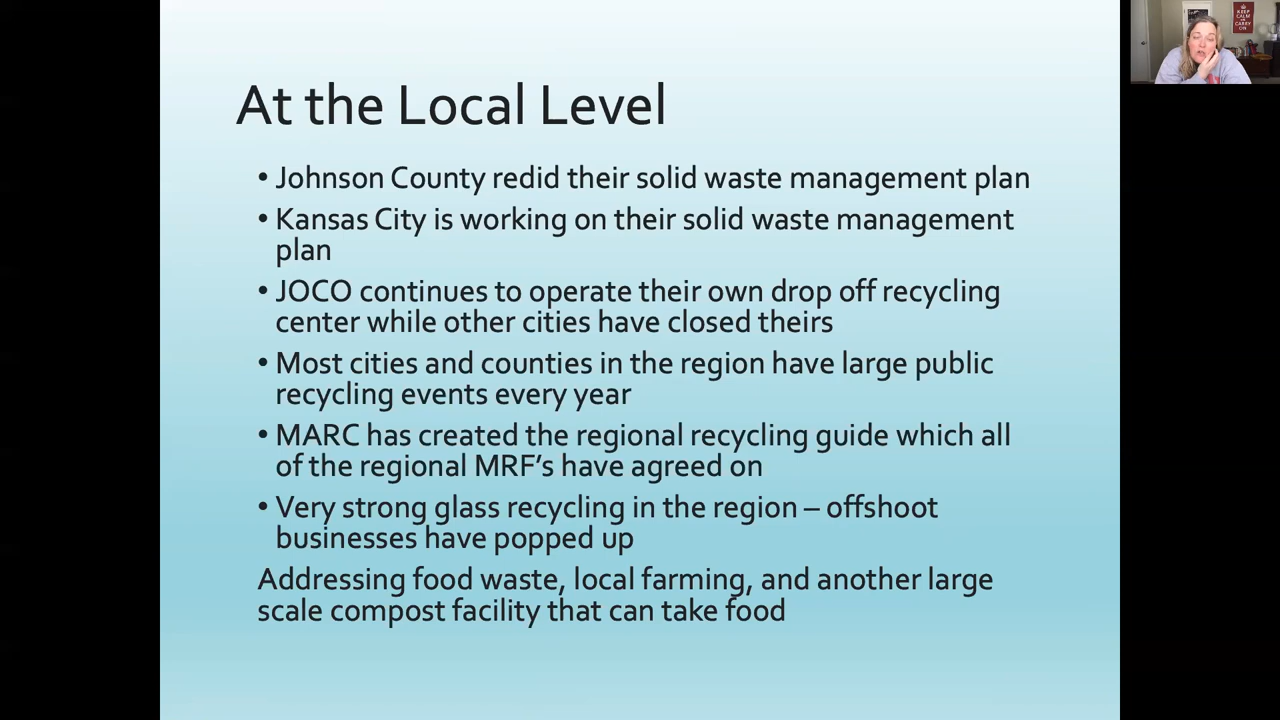 At the Local Level
• Johnson County redid their solid waste management plan
• Kansas City is working on their solid waste management
plan
• JOCO continues to operate their own drop off recycling
center while other cities have closed theirs
• Most cities and counties in the region have large public
recycling events every year
• MARC has created the regional recycling guide which all
of the regional MRF’s have agreed on
• Very strong glass recycling in the region – offshoot
businesses have popped up
Addressing food waste, local farming, and another large
scale compost facility that can take food
KEEP
CALM
CARRY
ON